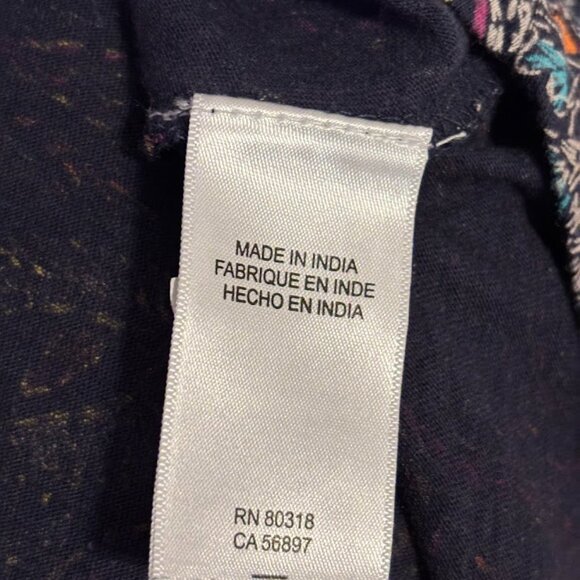 MADE IN INDIA
FABRIQUE EN INDE
HECHO EN INDIA
RN 80318
CA 56897